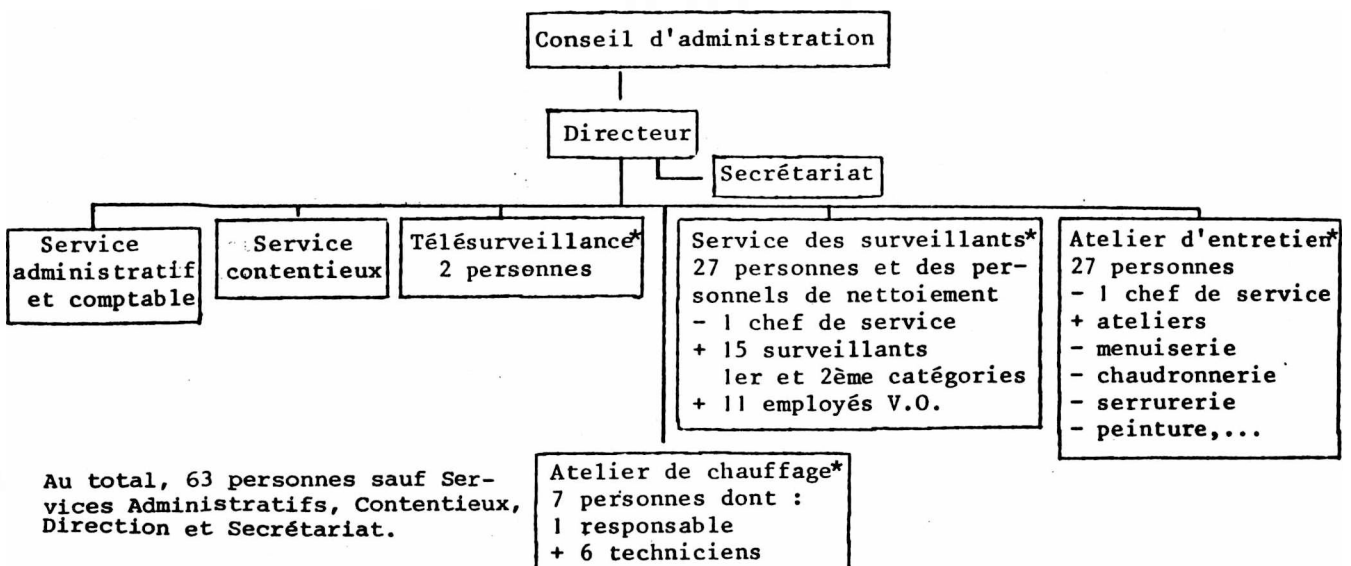 Conseil d'administration
Directeur
Secrétariat
Service
administratif
et comptable
Service
contentieux
Télésurveillance*
2 personnes
Service des surveillants*
27 personnes et des per-
sonnels de nettoiement
- 1 chef de service
+ 15 surveillants
1er et 2ème catégories
+ 11 employés V.O.
Atelier d'entretien*
27 personnes
- 1 chef de service
+ ateliers
- menuiserie
- chaudronnerie
- serrurerie
- peinture,...
Atelier de chauffage*
7 personnes dont :
1 responsable
+ 6 techniciens
Au total, 63 personnes sauf Ser-
vices Administratifs, Contentieux,
Direction et Secrétariat.